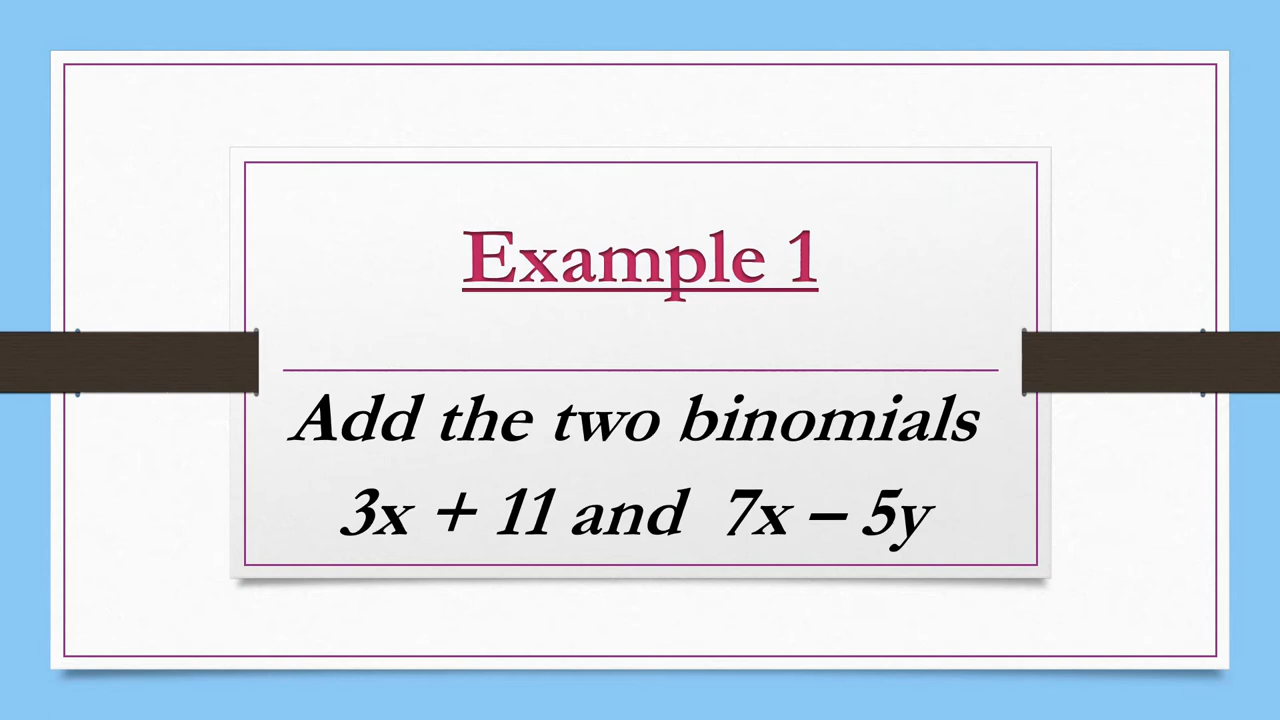 Example 1
Add the two binomials
3x + 11 and 7x – 5y